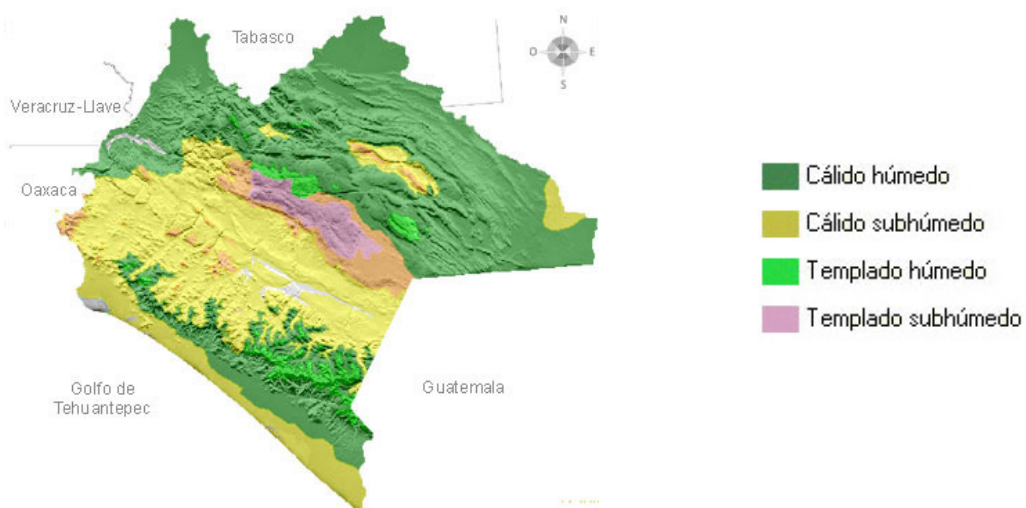 Tabasco
N
O
E
S
Veracruz-Llave
Oaxaca
Golfo de
Tehuantepec
Guatemala
Cálido húmedo
Cálido subhúmedo
Templado húmedo
Templado subhúmedo